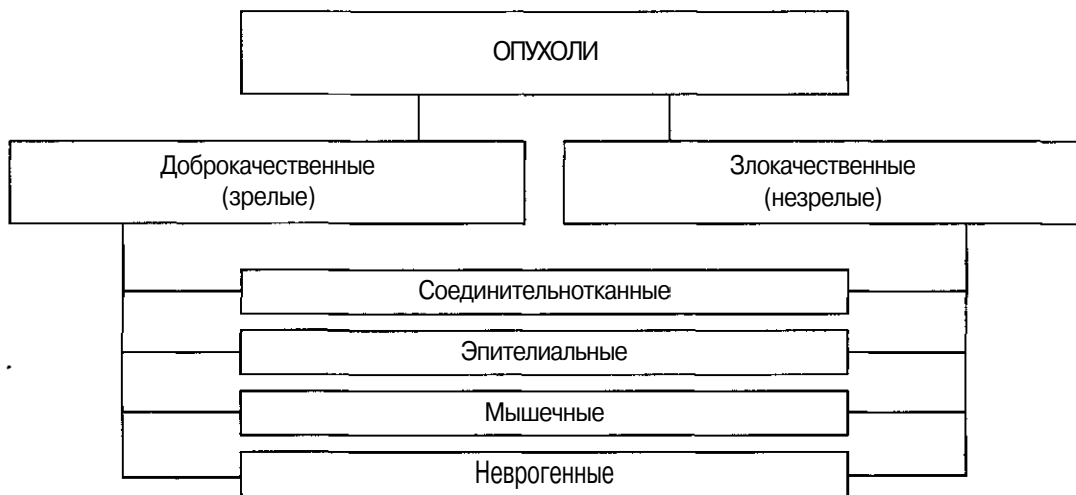 ОПУХОЛИ
Доброкачественные
(зрелые)
Злокачественные
(незрелые)
Соединительнотканные
Эпителиальные
Мышечные
Неврогенные